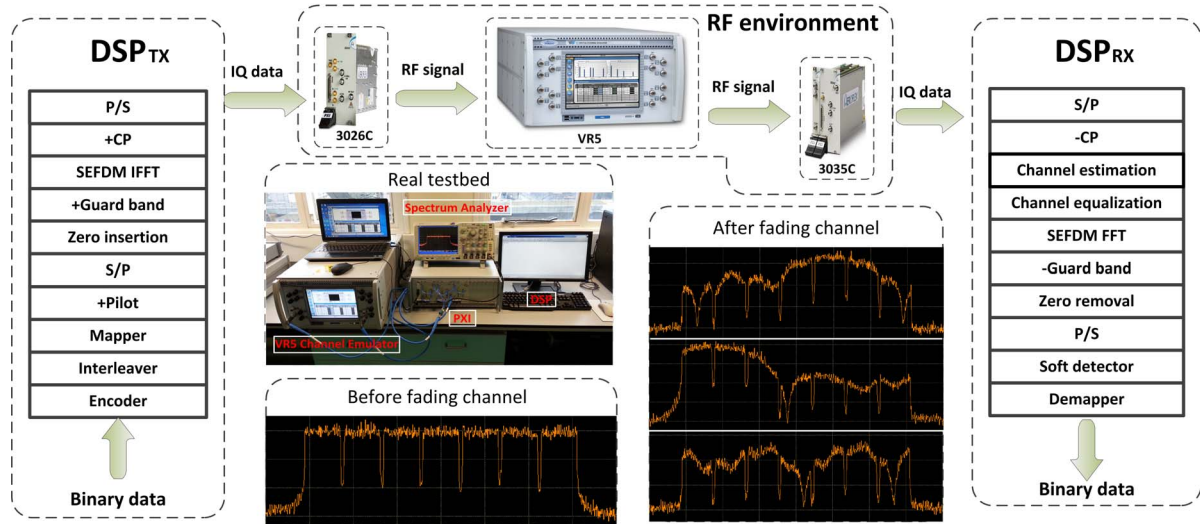 DSPTX
P/S
+CP
SEFDM IFFT
+Guard band
Zero insertion
S/P
+Pilot
Mapper
Interleaver
Encoder
Binary data
IQ data
3026C
RF signal
VR5
RF environment
RF signal
3035C
IQ data
Real testbed
Spectrum Analyzer
DSP
PXI
VR5 Channel Emulator
Before fading channel
After fading channel
DSPRX
S/P
-CP
Channel estimation
Channel equalization
SEFDM FFT
-Guard band
Zero removal
P/S
Soft detector
Demapper
Binary data